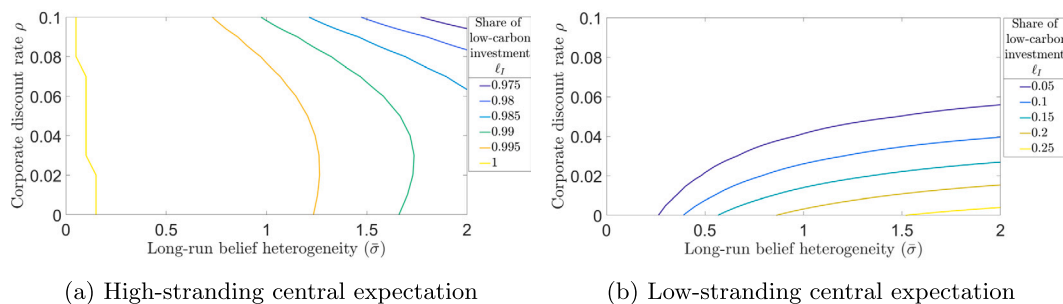 Corporate discount rate ρ
0.1
0.08
0.06
0.04
0.02
0
0
0.5
1
1.5
2
Long-run belief heterogeneity (σ̄)
Share of
low-carbon
investment
ℓ_I
0.975
0.98
0.985
0.99
0.995
1
(a) High-stranding central expectation
Corporate discount rate ρ
0.1
0.08
0.06
0.04
0.02
0
0
0.5
1
1.5
2
Long-run belief heterogeneity (σ̄)
Share of
low-carbon
investment
ℓ_I
0.05
0.1
0.15
0.2
0.25
(b) Low-stranding central expectation